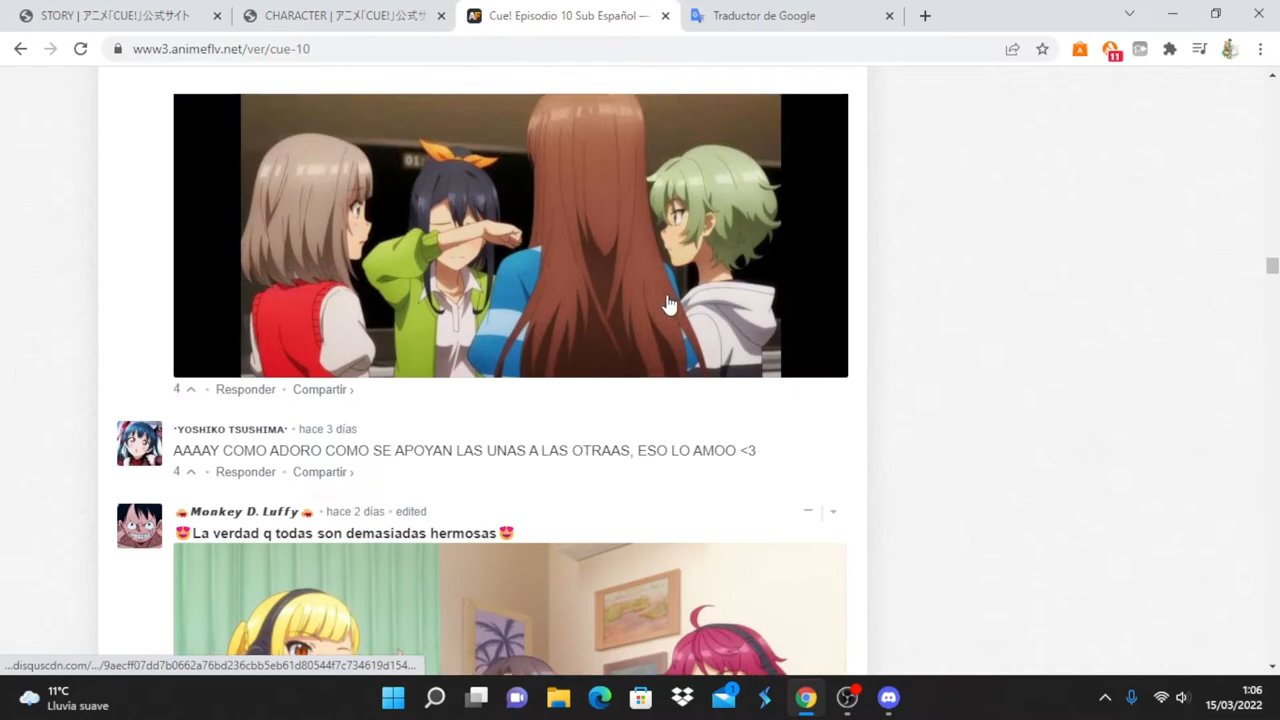 STORY | アニメ「CUE!」公式サイト
CHARACTER | アニメ「CUE!」公式サ
Cue! Episodio 10 Sub Español —
Traductor de Google
www3.animeflv.net/ver/cue-10
11
01:
4 • Responder • Compartir ›
·YOSHIKO TSUSHIMA· • hace 3 días
AAAAY COMO ADORO COMO SE APOYAN LAS UNAS A LAS OTRAAS, ESO LO AMOO <3
4 • Responder • Compartir ›
Monkey D. Luffy • hace 2 días • edited
La verdad q todas son demasiadas hermosas
...disquscdn.com/.../9aecff07dd7b0662a76bd236cbb5eb61d80544f7c734619d154...
11°C
Lluvia suave
1
1:06
15/03/2022